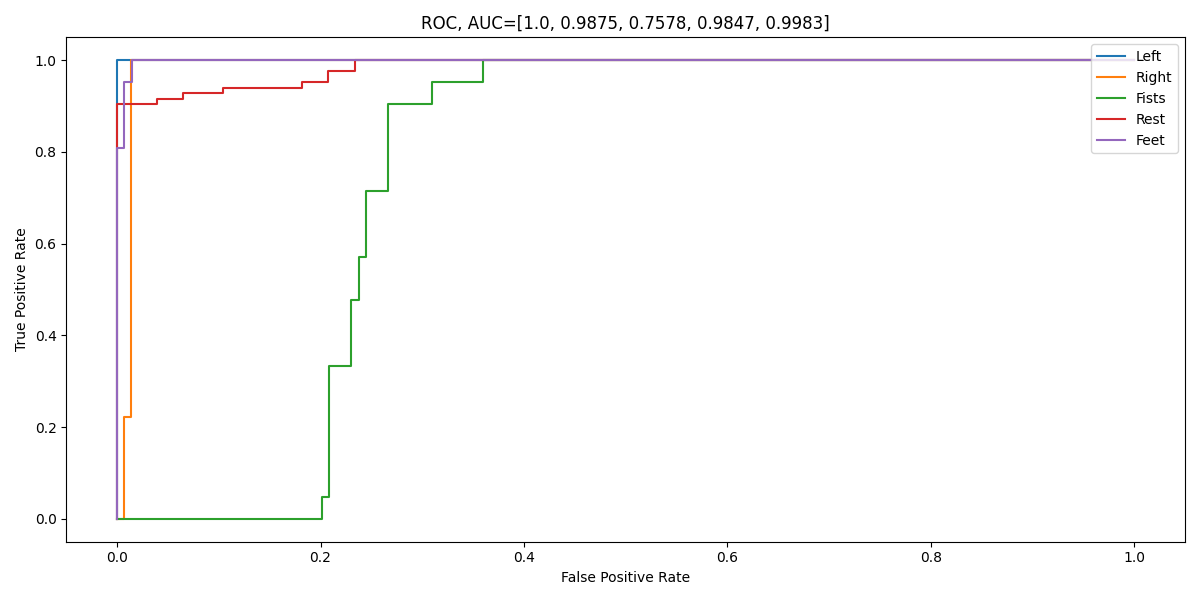 ROC, AUC=[1.0, 0.9875, 0.7578, 0.9847, 0.9983]
Left
Right
Fists
Rest
Feet
1.0
0.8
0.6
0.4
0.2
0.0
True Positive Rate
0.0 0.2 0.4 0.6 0.8 1.0
False Positive Rate